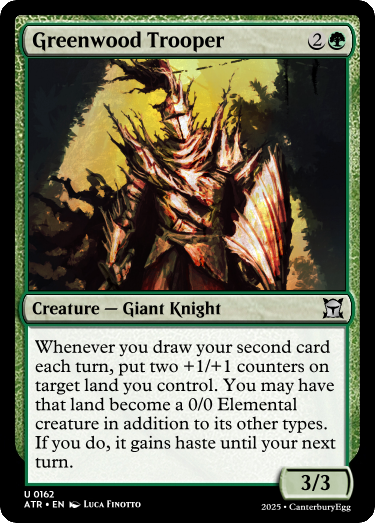 Greenwood Trooper 2
Creature — Giant Knight
Whenever you draw your second card
each turn, put two +1/+1 counters on
target land you control. You may have
that land become a 0/0 Elemental
creature in addition to its other types.
If you do, it gains haste until your next
turn.
3/3
U 0162
ATR • EN Luca Finotto
2025 • CanterburyEgg